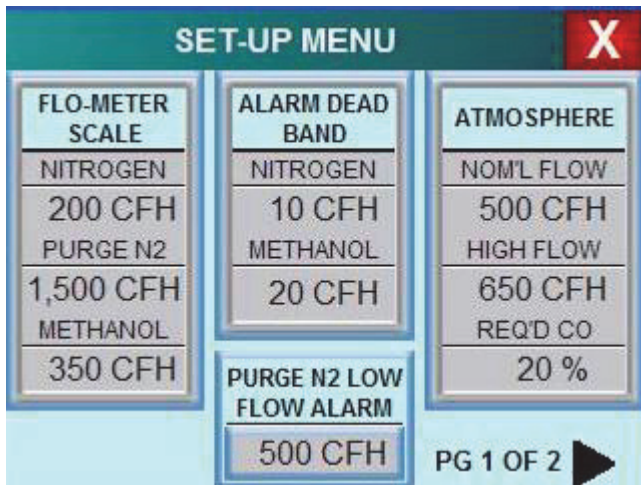 SET-UP MENU
X
FLO-METER
SCALE
NITROGEN
200 CFH
PURGE N2
1,500 CFH
METHANOL
350 CFH
ALARM DEAD
BAND
NITROGEN
10 CFH
METHANOL
20 CFH
PURGE N2 LOW
FLOW ALARM
500 CFH
ATMOSPHERE
NOM'L FLOW
500 CFH
HIGH FLOW
650 CFH
REQ'D CO
20 %
PG 1 OF 2